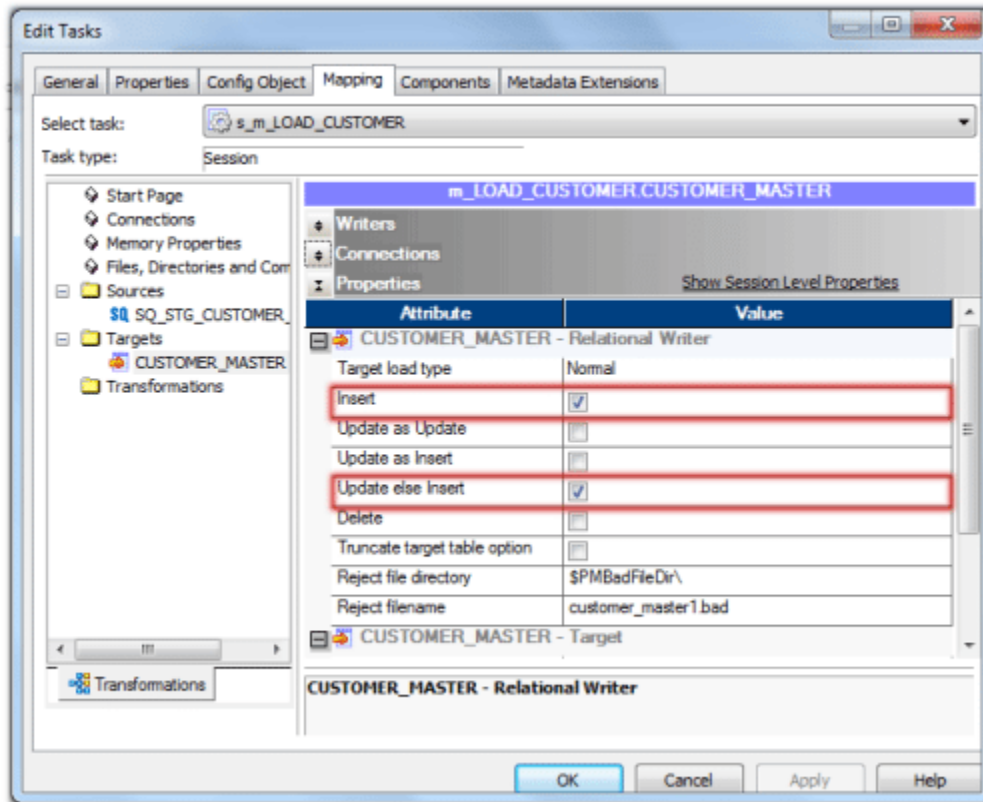 Edit Tasks
General Properties Config Object Mapping Components Metadata Extensions
Select task: s_m_LOAD_CUSTOMER
Task type: Session
Start Page
Connections
Memory Properties
Files, Directories and Com
Sources
SQ SQ_STG_CUSTOMER_
Targets
CUSTOMER_MASTER
Transformations
Transformations
m_LOAD_CUSTOMER.CUSTOMER_MASTER
Writers
Connections
Properties Show Session Level Properties
Attribute Value
CUSTOMER_MASTER - Relational Writer
Target load type Normal
Insert
Update as Update
Update as Insert
Update else Insert
Delete
Truncate target table option
Reject file directory $PMBadFileDir\
Reject filename customer_master1.bad
CUSTOMER_MASTER - Target
CUSTOMER_MASTER - Relational Writer
OK Cancel Apply Help